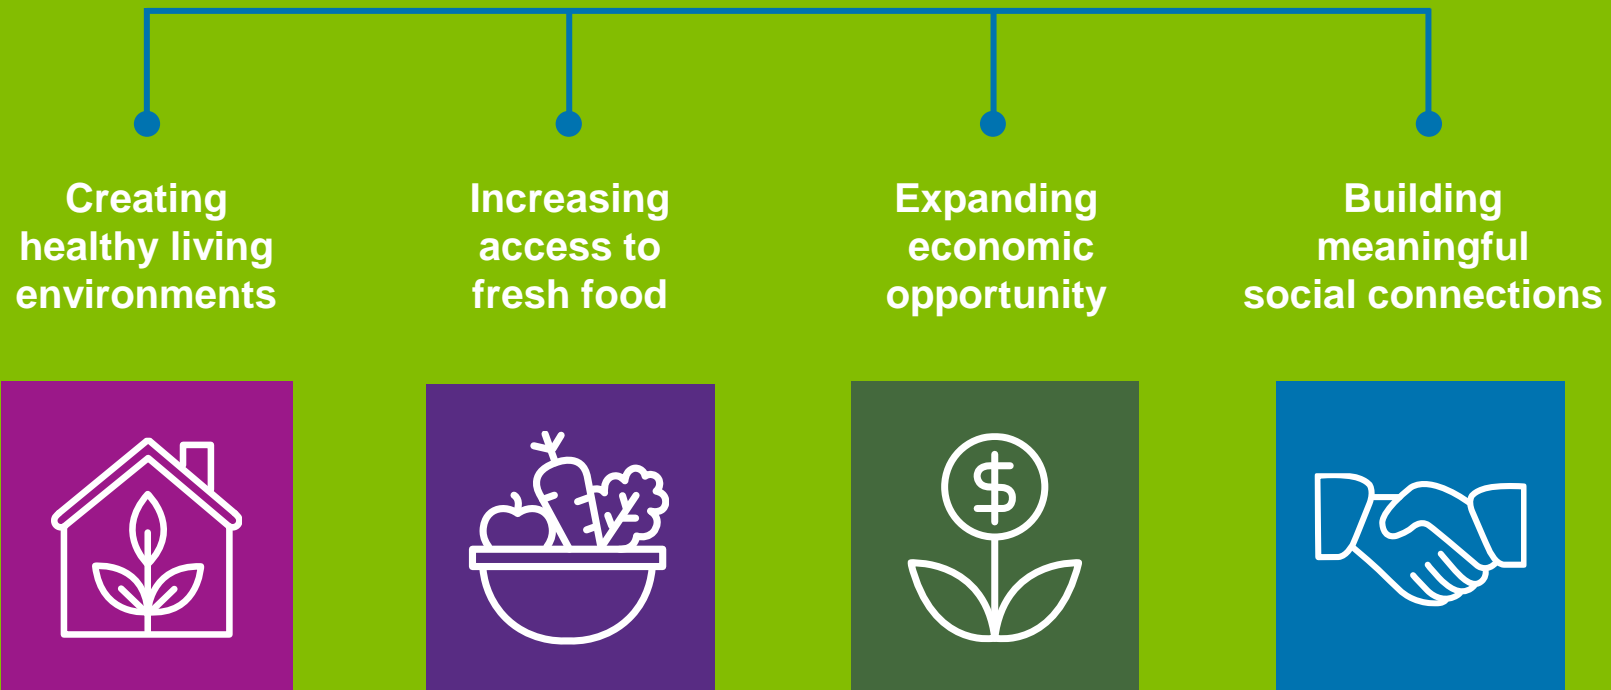 Creating
healthy living
environments
Increasing
access to
fresh food
Expanding
economic
opportunity
Building
meaningful
social connections
$